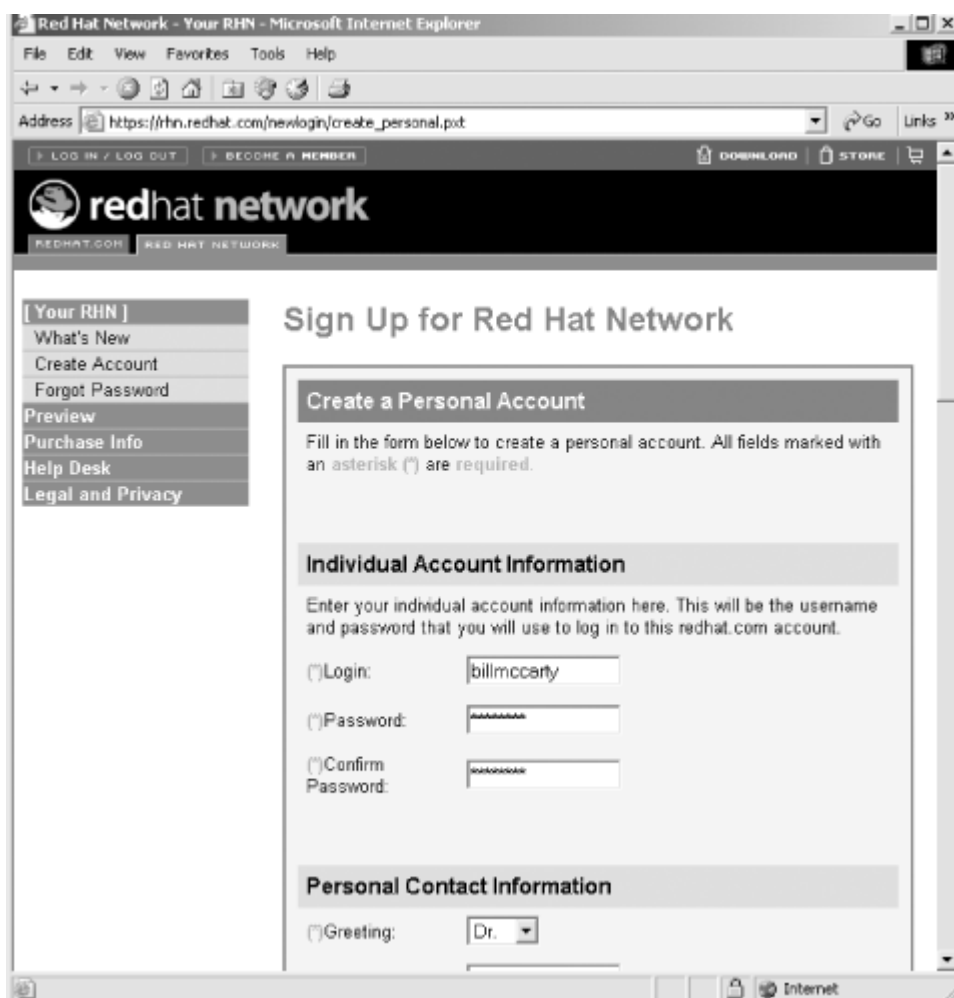 Red Hat Network - Your RHN - Microsoft Internet Explorer
File Edit View Favorites Tools Help
Address https://rhn.redhat.com/newlogin/create_personal.pxt Go Links »
LOG IN / LOG OUT BECOME A MEMBER DOWNLOAD STORE
redhat network
REDHAT.COM RED HAT NETWORK
[ Your RHN ]
What's New
Create Account
Forgot Password
Preview
Purchase Info
Help Desk
Legal and Privacy
Sign Up for Red Hat Network
Create a Personal Account
Fill in the form below to create a personal account. All fields marked with
an asterisk (*) are required.
Individual Account Information
Enter your individual account information here. This will be the username
and password that you will use to log in to this redhat.com account.
(*)Login: billmccarty
(*)Password: ********
(*)Confirm
Password: ********
Personal Contact Information
(*)Greeting: Dr.
Internet